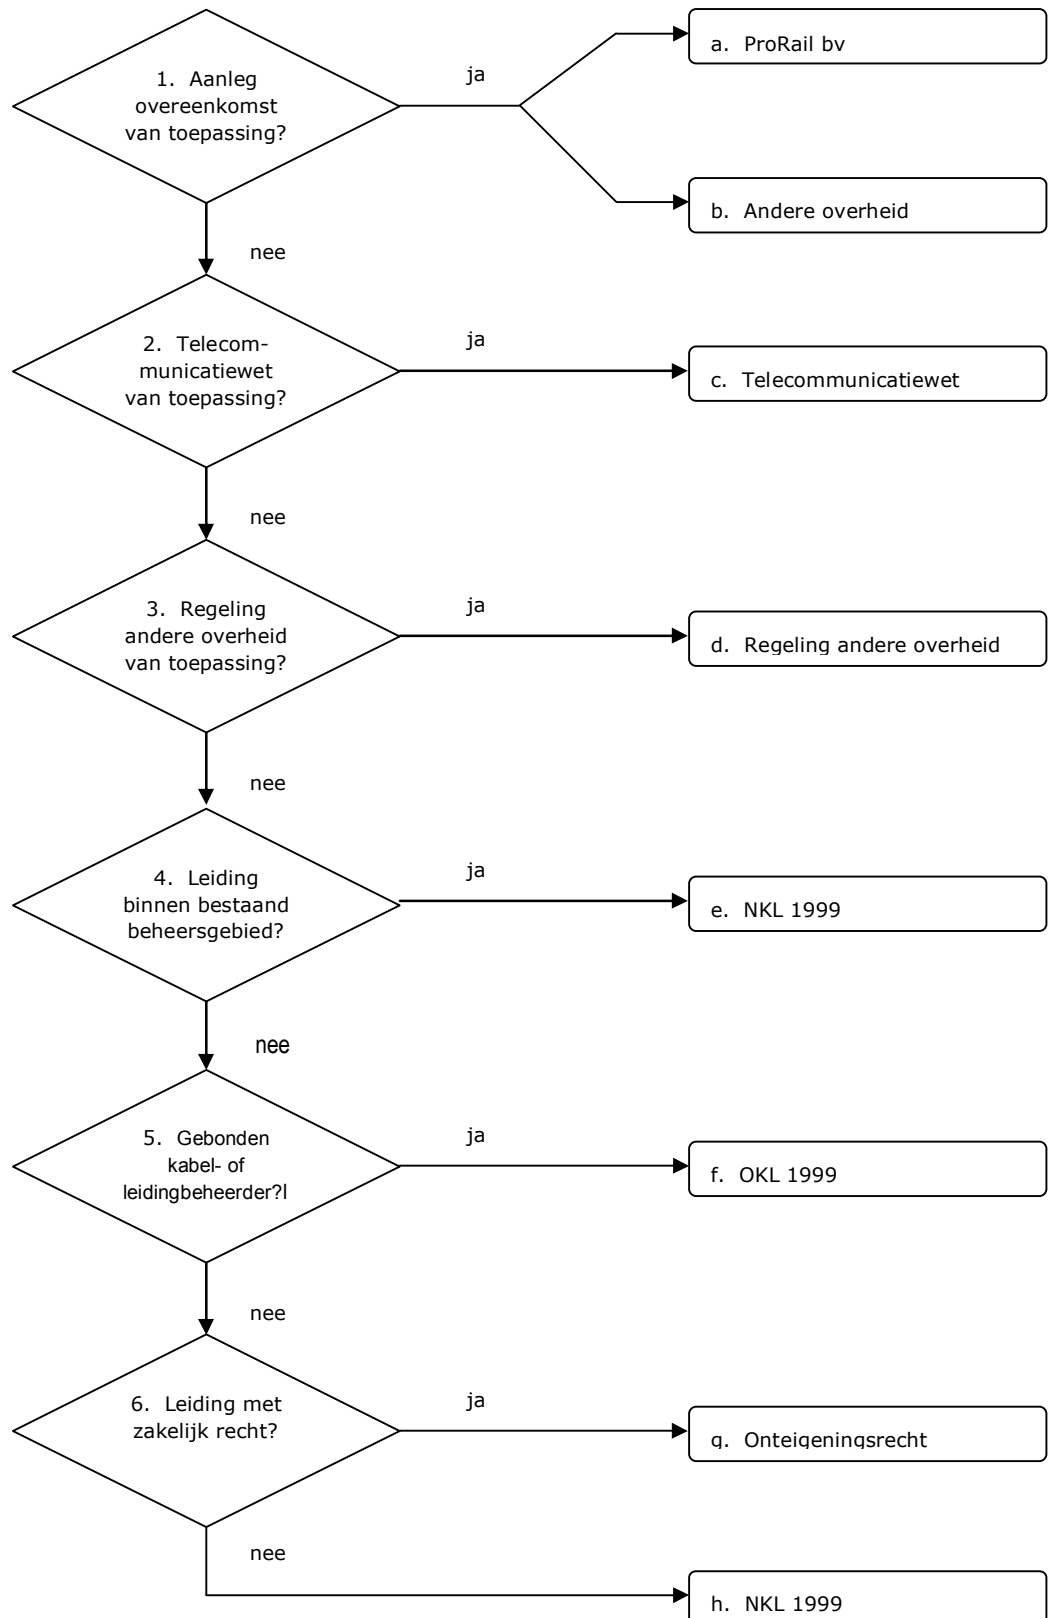 1. Aanleg
overeenkomst
van toepassing?
ja
a. ProRail bv
b. Andere overheid
nee
2. Telecom-
municatiewet
van toepassing?
ja
c. Telecommunicatiewet
nee
3. Regeling
andere overheid
van toepassing?
ja
d. Regeling andere overheid
nee
4. Leiding
binnen bestaand
beheersgebied?
ja
e. NKL 1999
nee
5. Gebonden
kabel- of
leidingbeheerder?l
ja
f. OKL 1999
nee
6. Leiding met
zakelijk recht?
ja
g. Onteigeningsrecht
nee
h. NKL 1999